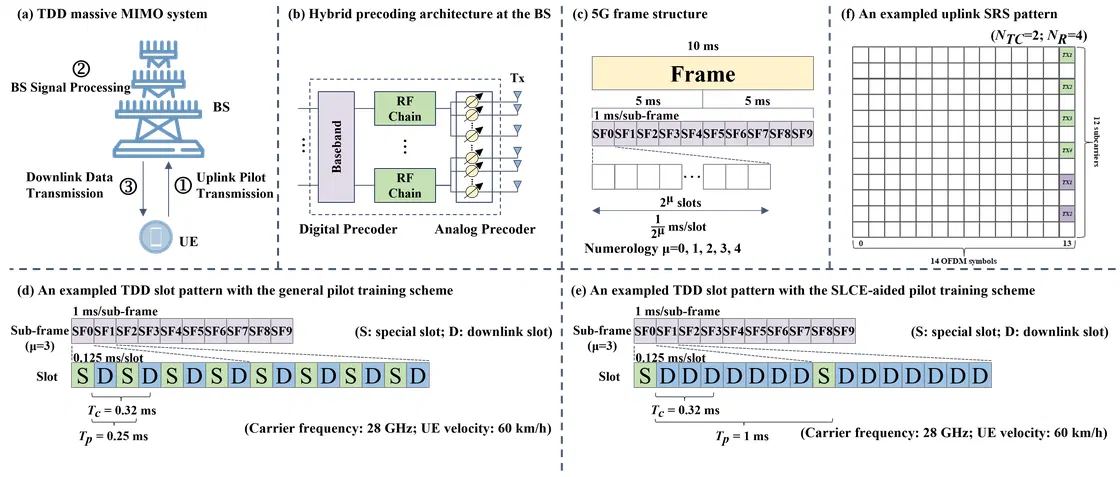 (a) TDD massive MIMO system
②
BS Signal Processing
BS
Downlink Data
Transmission
③
①
Uplink Pilot
Transmission
UE
(b) Hybrid precoding architecture at the BS
Tx
Baseband
RF
Chain
RF
Chain
Digital Precoder
Analog Precoder
(c) 5G frame structure
10 ms
Frame
5 ms 5 ms
1 ms/sub-frame
SF0 SF1 SF2 SF3 SF4 SF5 SF6 SF7 SF8 SF9
2^μ slots
1/2^μ ms/slot
Numerology μ=0, 1, 2, 3, 4
(f) An exampled uplink SRS pattern
(N_TC=2; N_R=4)
TX1
TX2
TX3
TX4
TX1
TX2
12 subcarriers
0 13
14 OFDM symbols
(d) An exampled TDD slot pattern with the general pilot training scheme
1 ms/sub-frame
Sub-frame
(μ=3)
SF0 SF1 SF2 SF3 SF4 SF5 SF6 SF7 SF8 SF9
(S: special slot; D: downlink slot)
0.125 ms/slot
Slot
S D S D S D S D S D S D S D S D
T_c = 0.32 ms
T_p = 0.25 ms
(Carrier frequency: 28 GHz; UE velocity: 60 km/h)
(e) An exampled TDD slot pattern with the SLCE-aided pilot training scheme
1 ms/sub-frame
Sub-frame
(μ=3)
SF0 SF1 SF2 SF3 SF4 SF5 SF6 SF7 SF8 SF9
(S: special slot; D: downlink slot)
0.125 ms/slot
Slot
S D D D D D D D S D D D D D D D
T_c = 0.32 ms
T_p = 1 ms
(Carrier frequency: 28 GHz; UE velocity: 60 km/h)